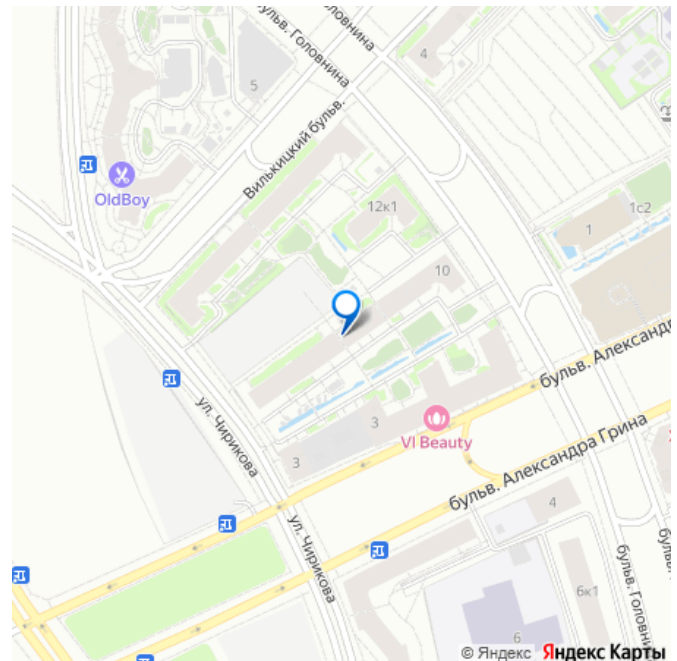 бульв. Головнина
Головнина
4
5
Вилькицкий бульв.
OldBoy
12к1
1с2
1
10
бульв. Александ
ул. Чирикова
3
VI Beauty
3
бульв. Александра Грина
ул. Чирикова
4
бульв. Головни
6к1
6
© Яндекс Яндекс Карты